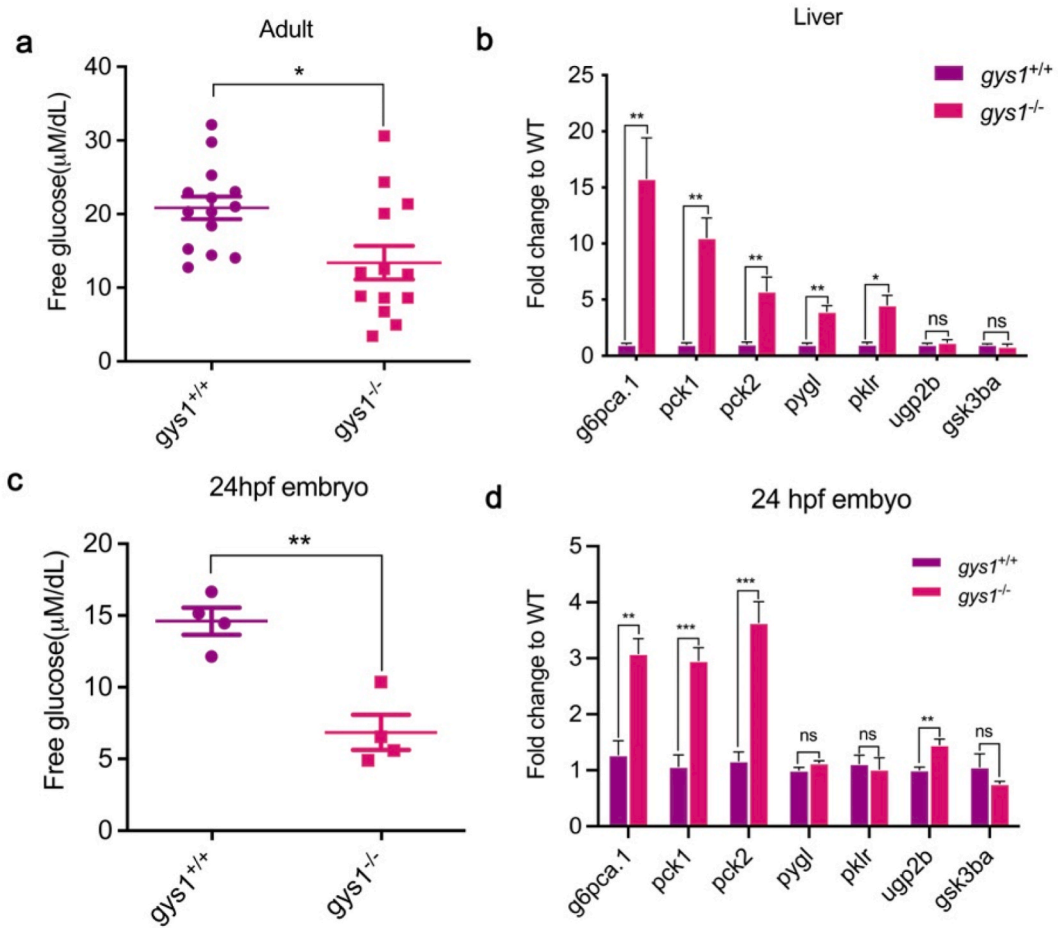 a
Adult
Free glucose(μM/dL)
40
30
20
10
0
*
gys1+/+
gys1-/-
b
Liver
Fold change to WT
25
20
15
10
5
0
gys1+/+
gys1-/-
**
**
**
**
*
ns
ns
g6pca.1
pck1
pck2
pygl
pklr
ugp2b
gsk3ba
c
24hpf embryo
Free glucose(μM/dL)
20
15
10
5
0
**
gys1+/+
gys1-/-
d
24 hpf embyo
Fold change to WT
5
4
3
2
1
0
gys1+/+
gys1-/-
**
***
***
ns
ns
**
ns
g6pca.1
pck1
pck2
pygl
pklr
ugp2b
gsk3ba